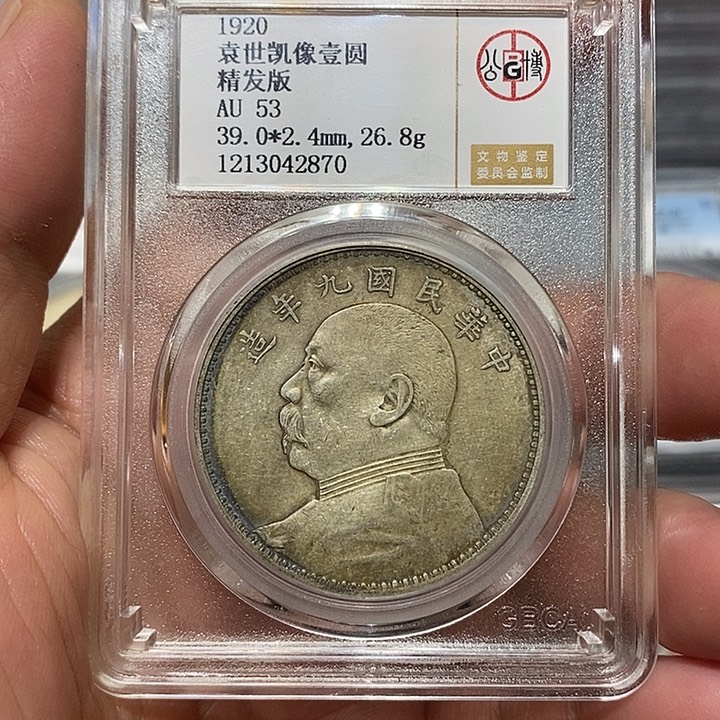 1920
袁世凯像壹圆
精发版
AU 53
39.0*2.4mm,26.8g
1213042870
公博
G
文物鉴定
委员会监制
中華民國九年造
GBCA